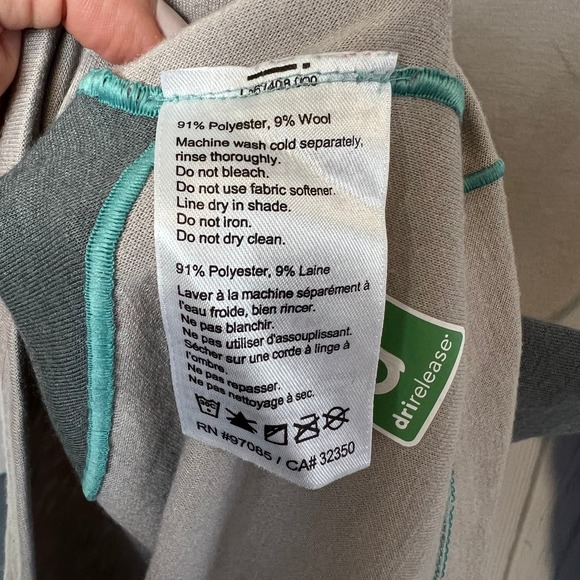 91% Polyester, 9% Wool
Machine wash cold separately,
rinse thoroughly.
Do not bleach.
Do not use fabric softener.
Line dry in shade.
Do not iron.
Do not dry clean.
91% Polyester, 9% Laine
Laver à la machine séparément à
l'eau froide, bien rincer.
Ne pas blanchir.
Ne pas utiliser d'assouplissant.
Sécher sur une corde à linge à
l'ombre.
Ne pas repasser.
Ne pas nettoyage à sec.
RN #97085 / CA# 32350
drirelease